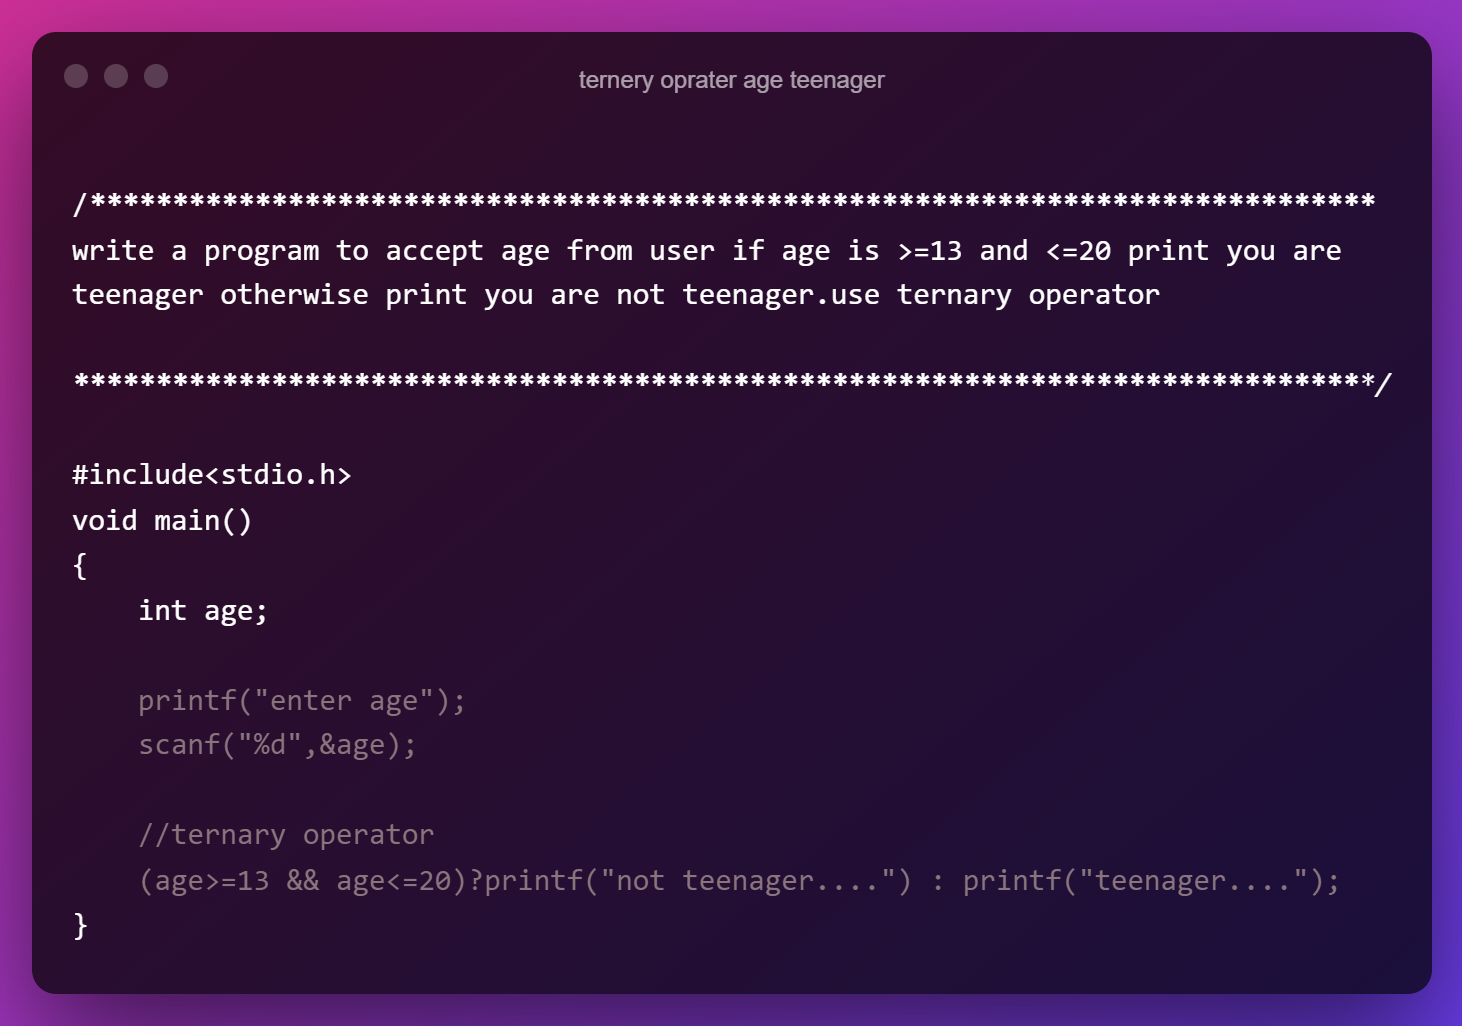 ternery oprater age teenager
/******************************************************************************
write a program to accept age from user if age is >=13 and <=20 print you are
teenager otherwise print you are not teenager.use ternary operator
*******************************************************************************/
#include<stdio.h>
void main()
{
    int age;
    printf("enter age");
    scanf("%d",&age);
    //ternary operator
    (age>=13 && age<=20)?printf("not teenager....") : printf("teenager....");
}